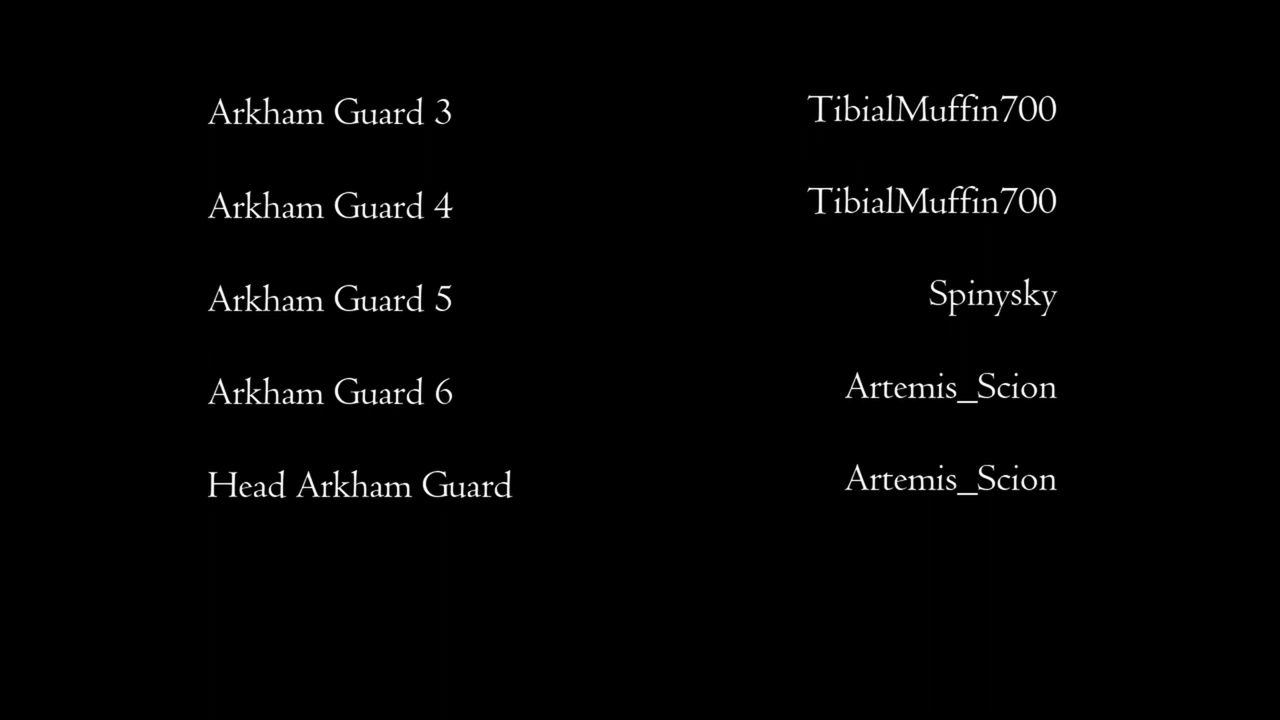 Arkham Guard 3 TibialMuffin700
Arkham Guard 4 TibialMuffin700
Arkham Guard 5 Spinysky
Arkham Guard 6 Artemis_Scion
Head Arkham Guard Artemis_Scion